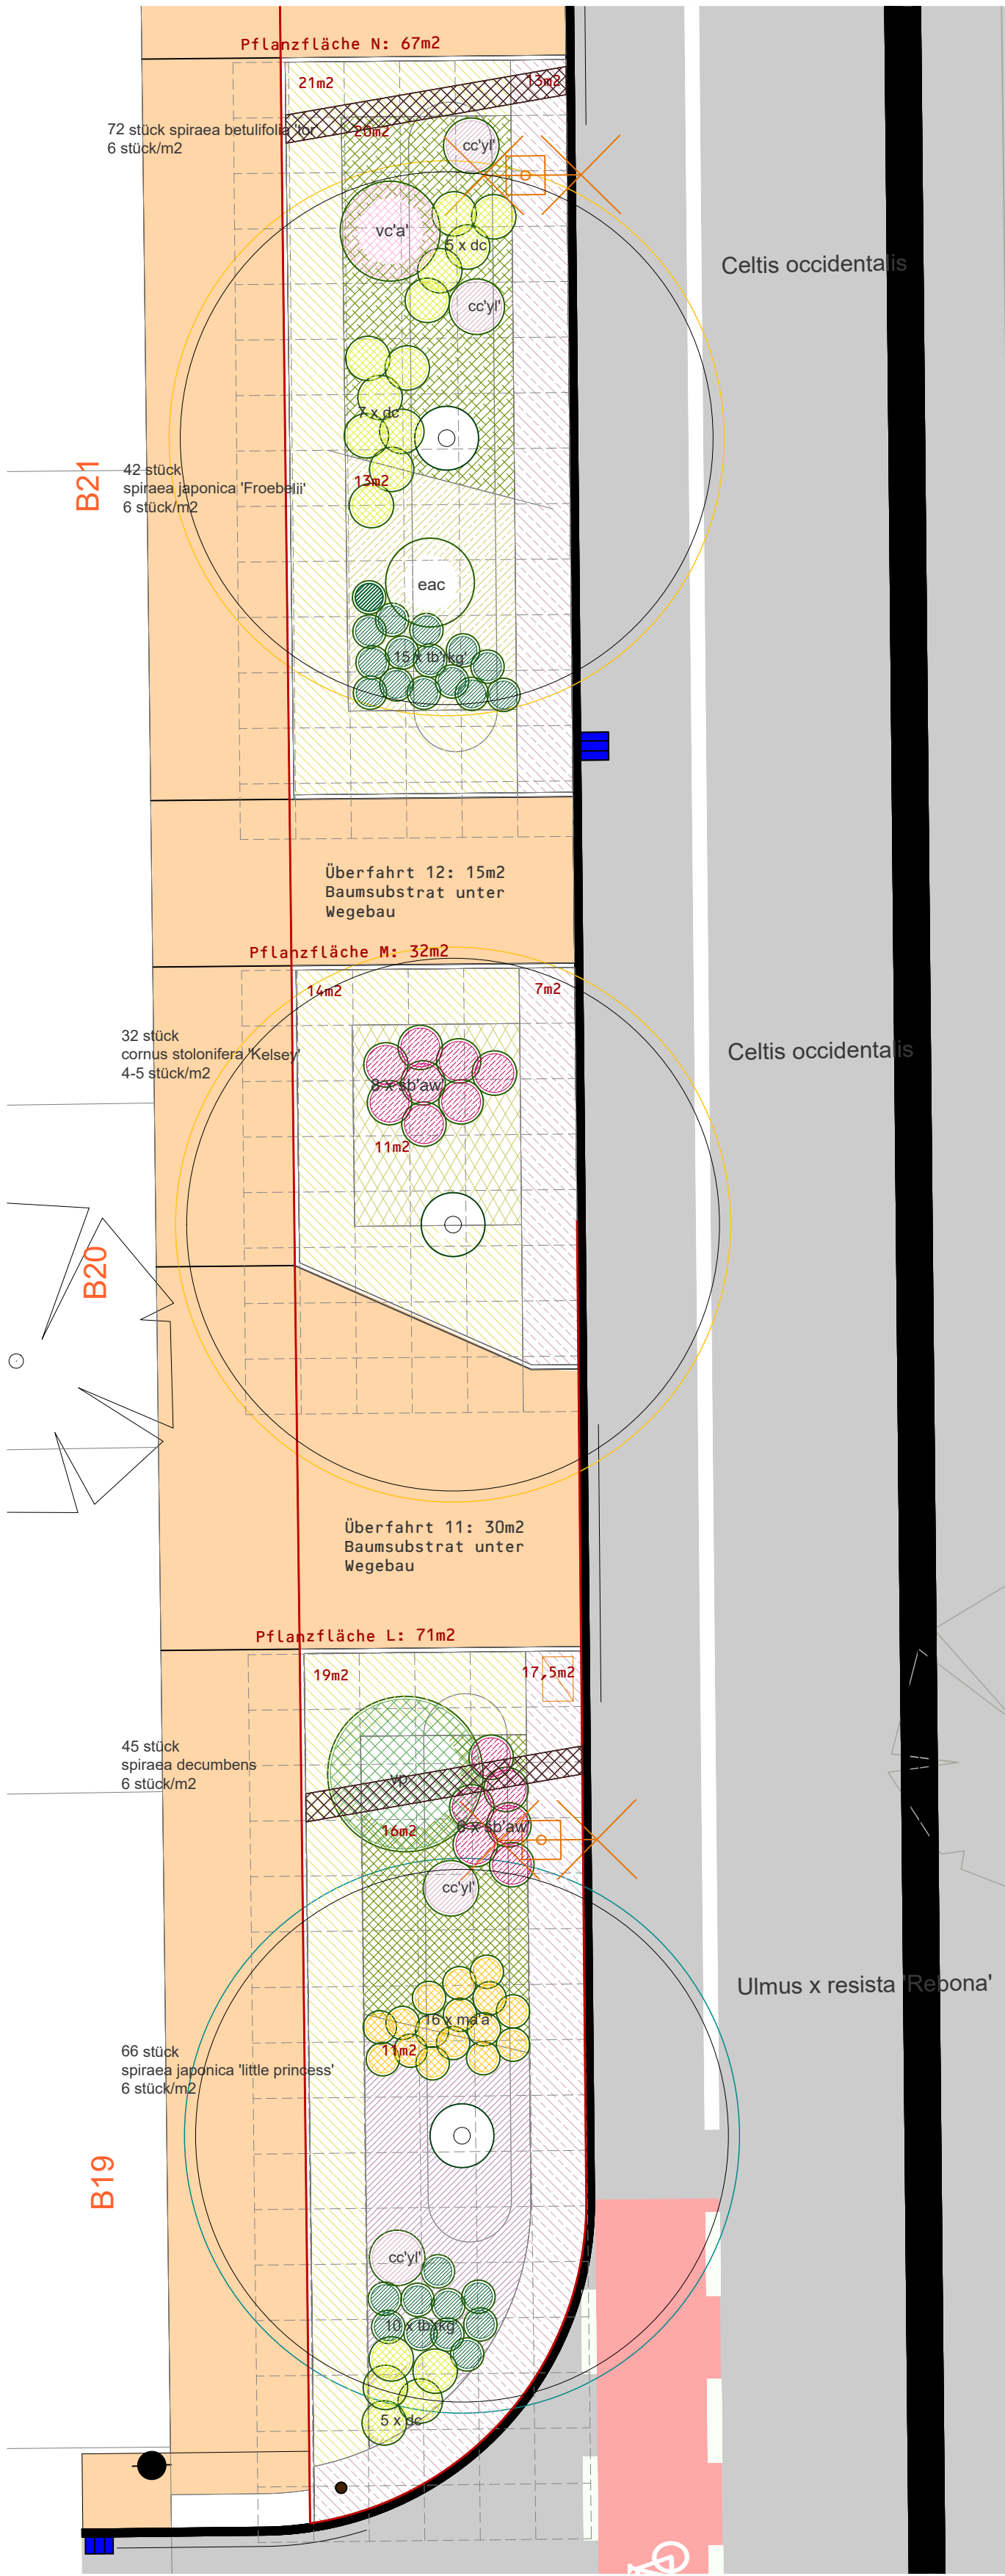 Pflanzfläche N: 67m2
21m2
13m2
72 stück spiraea betulifolia 'tor'
6 stück/m2
20m2
cc'yl'
vc'a'
5 x dc
Celtis occidentalis
cc'yl'
7 x dc
B21
42 stück
spiraea japonica 'Froebelii'
6 stück/m2
13m2
eac
15 x tb'rkg'
Überfahrt 12: 15m2
Baumsubstrat unter
Wegebau
Pflanzfläche M: 32m2
14m2
7m2
32 stück
cornus stolonifera 'Kelsey'
4-5 stück/m2
Celtis occidentalis
8 x sb'aw'
11m2
B20
Überfahrt 11: 30m2
Baumsubstrat unter
Wegebau
Pflanzfläche L: 71m2
19m2
17,5m2
45 stück
spiraea decumbens
6 stück/m2
vp
16m2
6 x sb'aw'
cc'yl'
Ulmus x resista 'Rebona'
16 x ma'a'
11m2
66 stück
spiraea japonica 'little princess'
6 stück/m2
B19
cc'yl'
10 x tb'rkg'
5 x dc